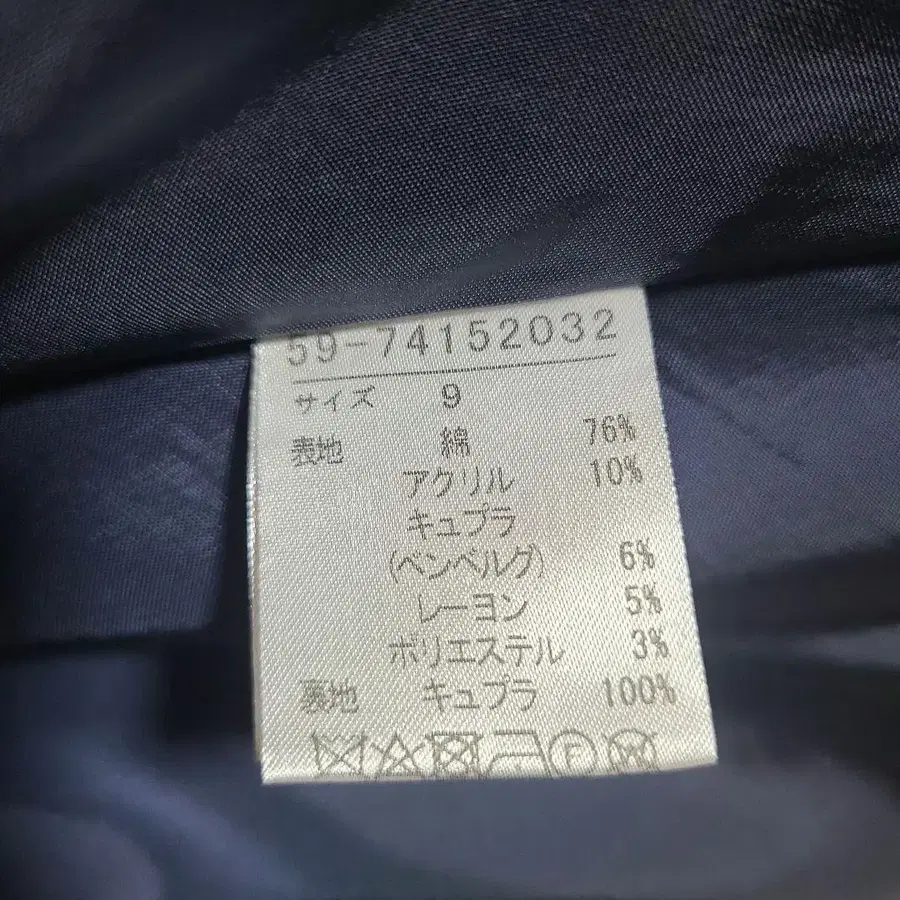 59-74152032
サイズ 9
表地 綿 76%
アクリル 10%
キュプラ
(ベンベルグ) 6%
レーヨン 5%
ポリエステル 3%
裏地 キュプラ 100%
F
W